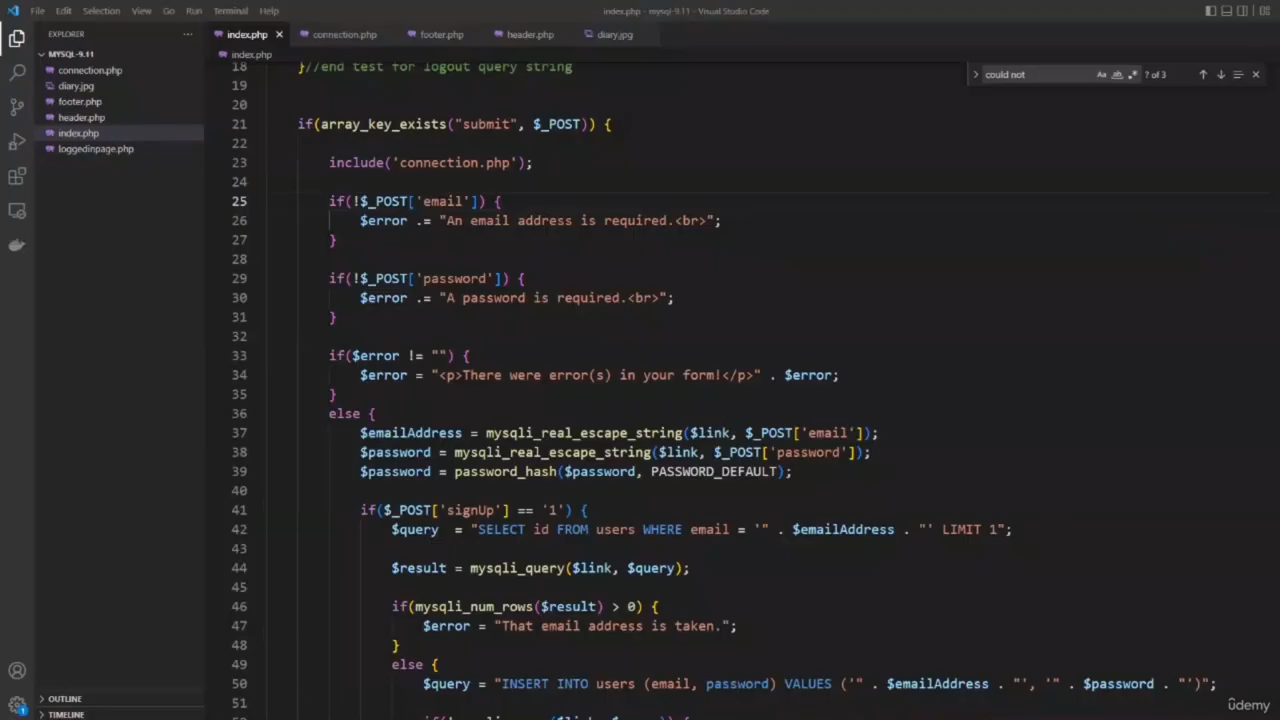 File Edit Selection View Go Run Terminal Help
index.php - mysql-9.11 - Visual Studio Code
EXPLORER
MYSQL-9.11
connection.php
diary.jpg
footer.php
header.php
index.php
loggedinpage.php
OUTLINE
TIMELINE
index.php connection.php footer.php header.php diary.jpg
index.php
could not Aa ab ? of 3
18 }//end test for logout query string
19
20
21 if(array_key_exists("submit", $_POST)) {
22
23 include('connection.php');
24
25 if(!$_POST['email']) {
26 $error .= "An email address is required.<br>";
27 }
28
29 if(!$_POST['password']) {
30 $error .= "A password is required.<br>";
31 }
32
33 if($error != "") {
34 $error = "<p>There were error(s) in your form!</p>" . $error;
35 }
36 else {
37 $emailAddress = mysqli_real_escape_string($link, $_POST['email']);
38 $password = mysqli_real_escape_string($link, $_POST['password']);
39 $password = password_hash($password, PASSWORD_DEFAULT);
40
41 if($_POST['signUp'] == '1') {
42 $query = "SELECT id FROM users WHERE email = '" . $emailAddress . "' LIMIT 1";
43
44 $result = mysqli_query($link, $query);
45
46 if(mysqli_num_rows($result) > 0) {
47 $error = "That email address is taken.";
48 }
49 else {
50 $query = "INSERT INTO users (email, password) VALUES ('" . $emailAddress . "', '" . $password . "')";
51
1
ûdemy